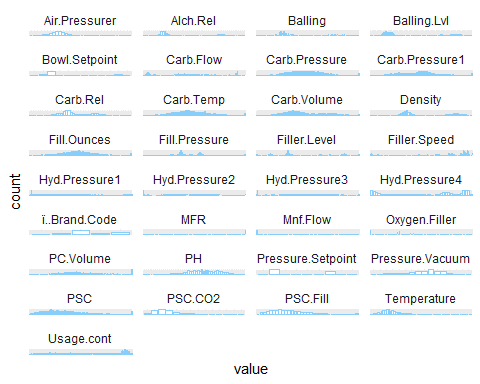 Air.Pressurer Alch.Rel Balling Balling.Lvl
Bowl.Setpoint Carb.Flow Carb.Pressure Carb.Pressure1
Carb.Rel Carb.Temp Carb.Volume Density
Fill.Ounces Fill.Pressure Filler.Level Filler.Speed
Hyd.Pressure1 Hyd.Pressure2 Hyd.Pressure3 Hyd.Pressure4
ï..Brand.Code MFR Mnf.Flow Oxygen.Filler
PC.Volume PH Pressure.Setpoint Pressure.Vacuum
PSC PSC.CO2 PSC.Fill Temperature
Usage.cont
count
value